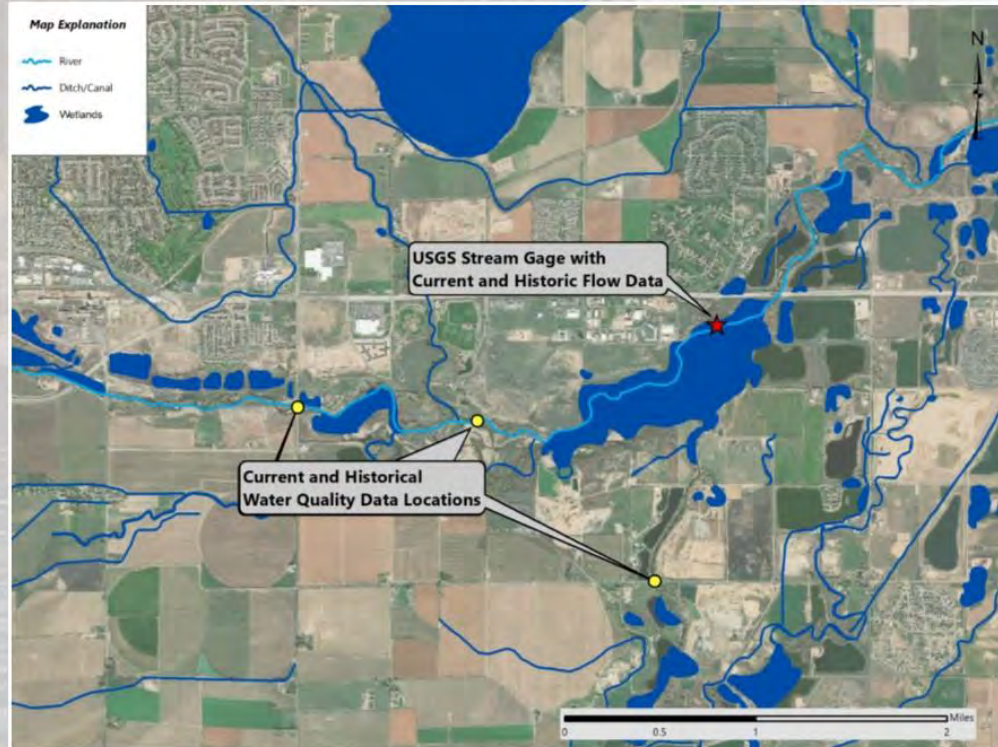 Map Explanation
River
Ditch/Canal
Wetlands
N
USGS Stream Gage with
Current and Historic Flow Data
Current and Historical
Water Quality Data Locations
Miles
0 0.5 1 2